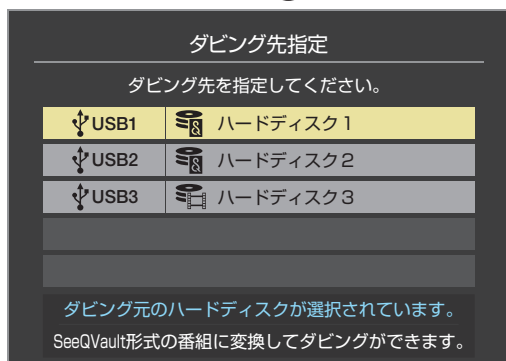 ダビング先指定
ダビング先を指定してください。
USB1 ハードディスク1
USB2 ハードディスク2
USB3 ハードディスク3
ダビング元のハードディスクが選択されています。
SeeQVault形式の番組に変換してダビングができます。